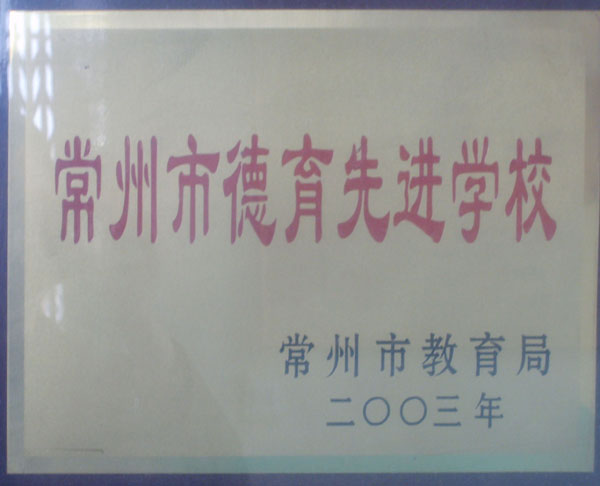 常州市德育先进学校
常州市教育局
二〇〇三年